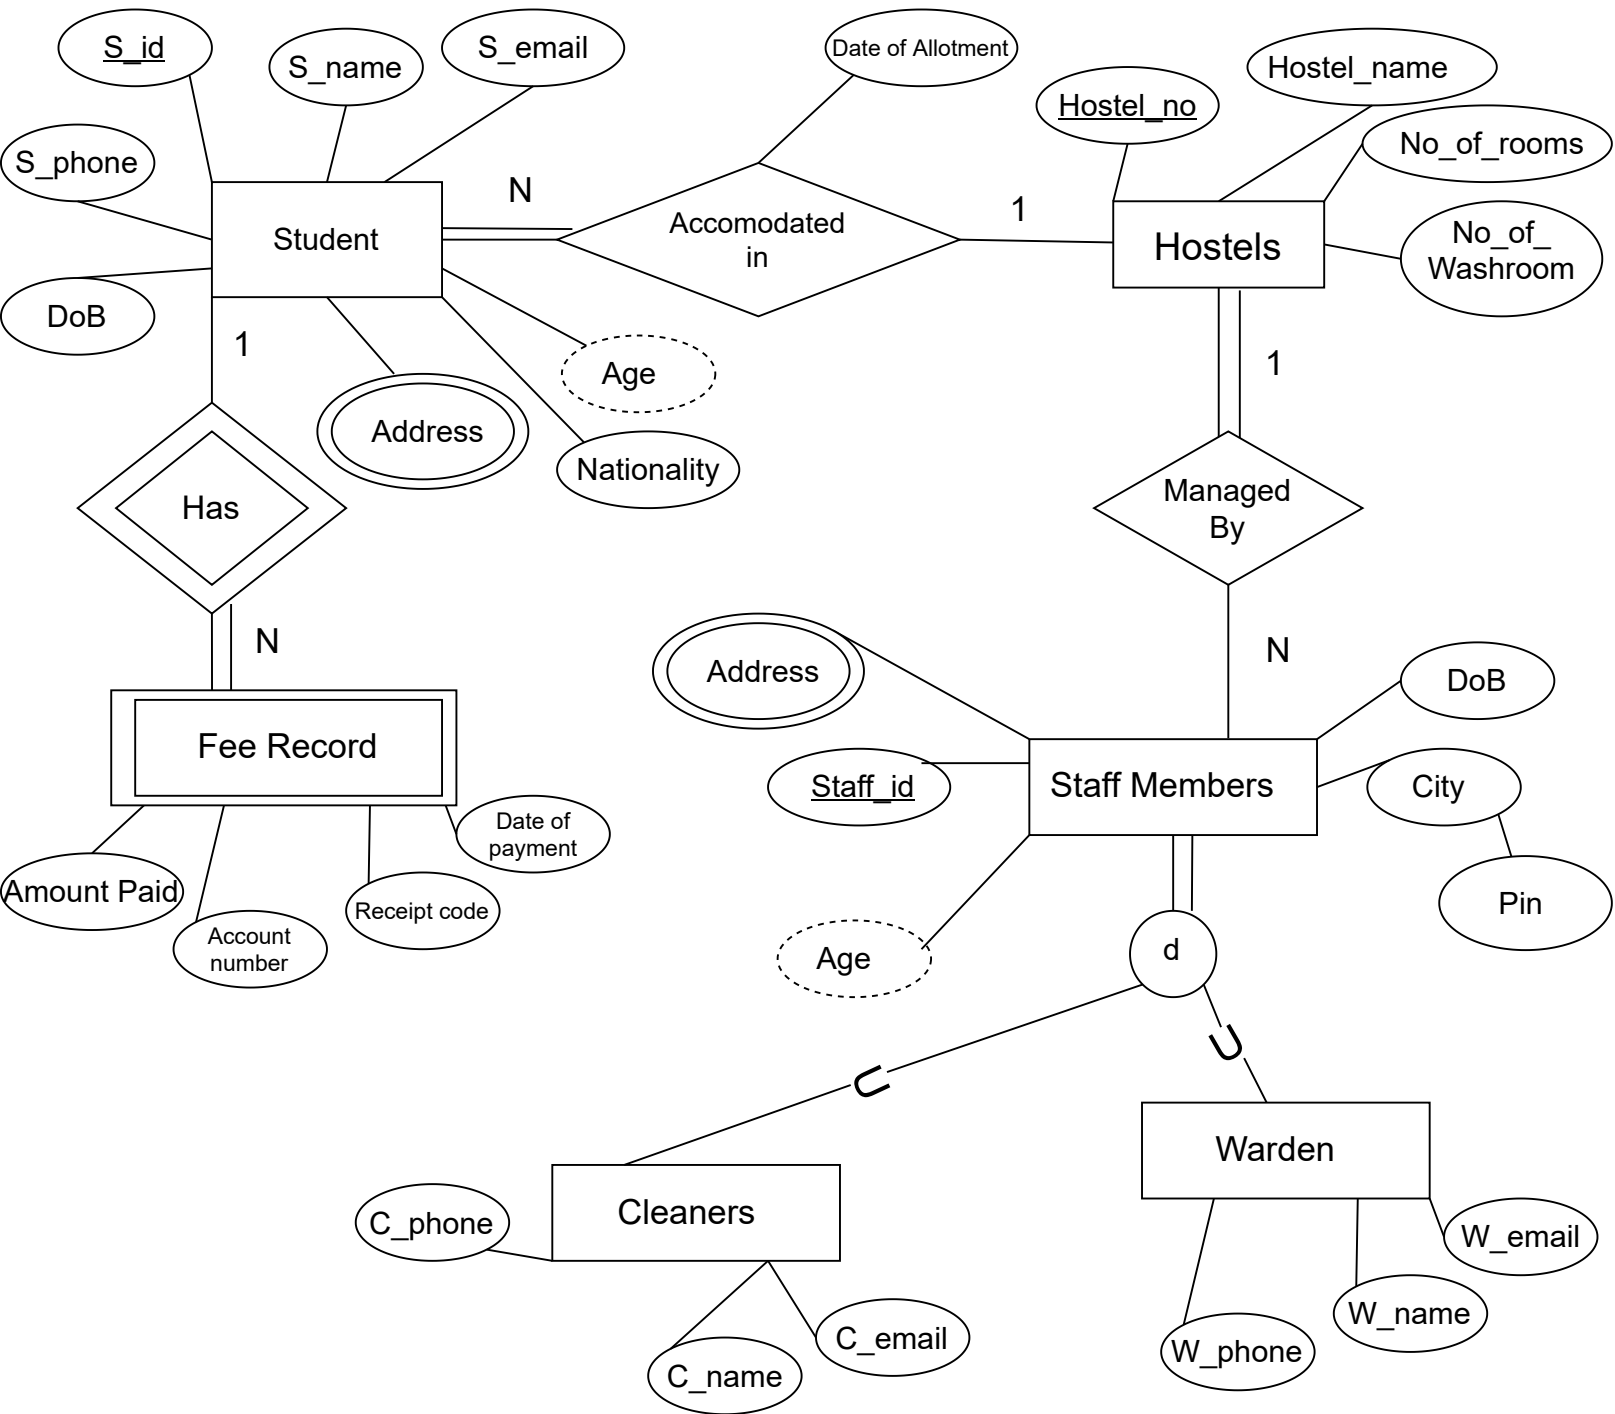 S_id
S_name
S_email
Date of Allotment
Hostel_name
Hostel_no
No_of_rooms
S_phone
N
Student
Accomodated
in
1
Hostels
No_of_
Washroom
DoB
1
Age
1
Address
Nationality
Has
Managed
By
N
N
Address
DoB
Fee Record
Staff_id
Staff Members
City
Date of
payment
Amount Paid
Receipt code
Account
number
Pin
Age
d
U
U
Warden
Cleaners
C_phone
W_email
W_name
C_email
W_phone
C_name